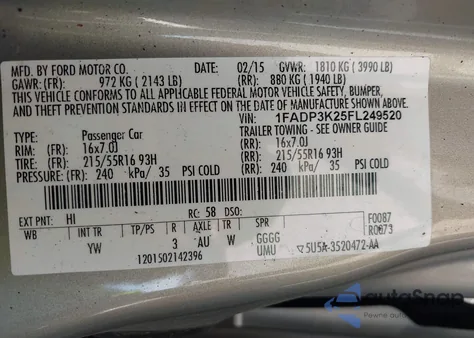 MFD. BY FORD MOTOR CO. DATE: 02/15 GVWR: 1810 KG ( 3990 LB)
GAWR:(FR): 972 KG ( 2143 LB) (RR): 880 KG ( 1940 LB)
THIS VEHICLE CONFORMS TO ALL APPLICABLE FEDERAL MOTOR VEHICLE SAFETY, BUMPER,
AND THEFT PREVENTION STANDARDS IN EFFECT ON THE DATE OF MANUFACTURE SHOWN ABOVE.
VIN: 1FADP3K25FL249520
TYPE: Passenger Car TRAILER TOWING-- SEE OWNER GUIDE
RIM: (FR): 16x7.0J (RR): 16x7.0J
TIRE: (FR): 215/55R16 93H (RR): 215/55R16 93H
PRESSURE: (FR): 240 kPa/ 35 PSI COLD (RR): 240 kPa/ 35 PSI COLD
EXT PNT: HI RC: 58 DSO: F0087
WB INT TR TP/PS R AXLE TR SPR R0073
YW 3 AU W GGGG
UMU 5U5A-3520472-AA
1201502142396
autoSnap